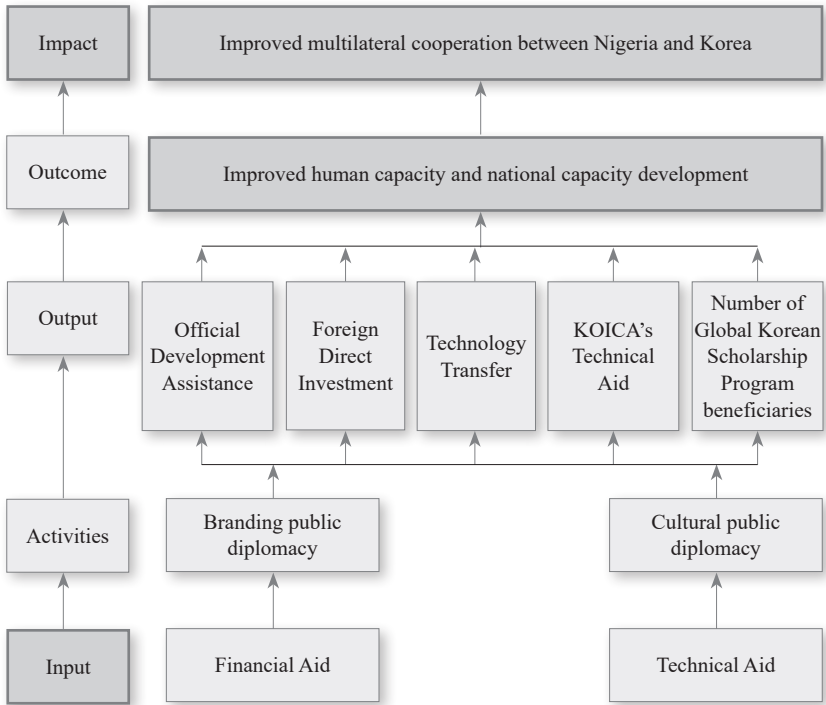 Impact
Improved multilateral cooperation between Nigeria and Korea
Outcome
Improved human capacity and national capacity development
Output
Official
Development
Assistance
Foreign
Direct
Investment
Technology
Transfer
KOICA’s
Technical
Aid
Number of
Global Korean
Scholarship
Program
beneficiaries
Activities
Branding public
diplomacy
Cultural public
diplomacy
Input
Financial Aid
Technical Aid